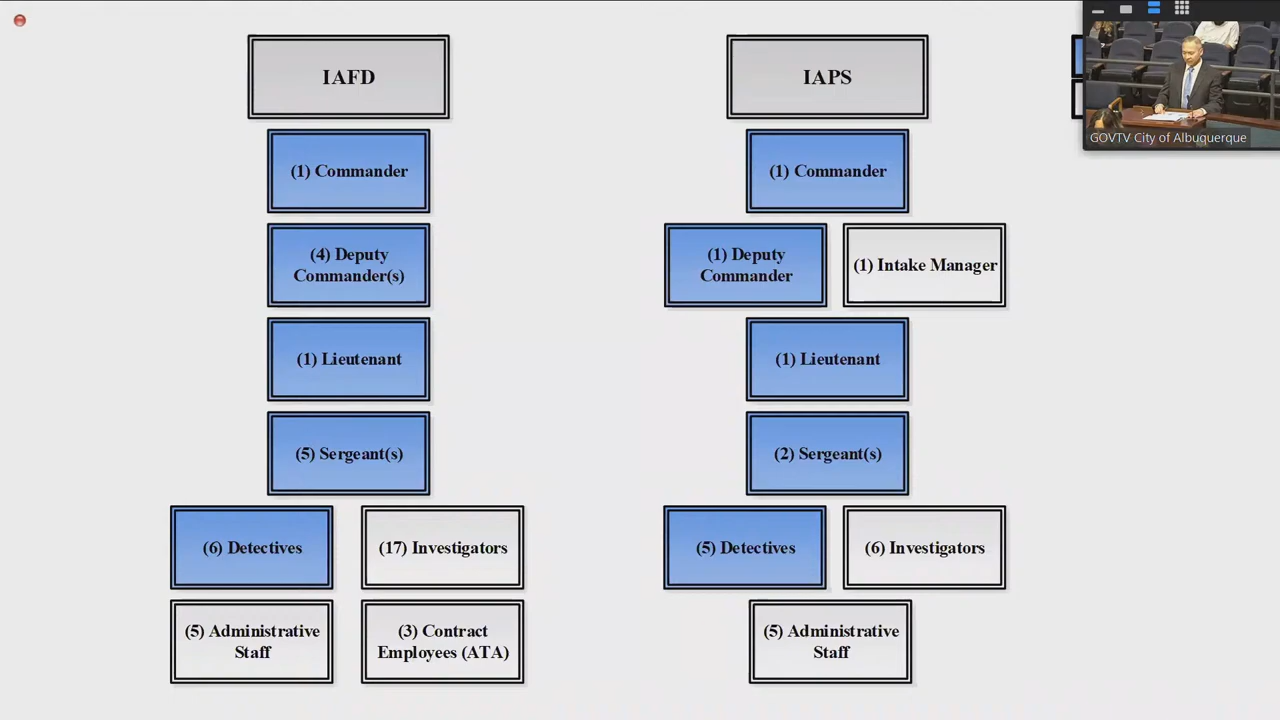 IAFD
(1) Commander
(4) Deputy
Commander(s)
(1) Lieutenant
(5) Sergeant(s)
(6) Detectives
(17) Investigators
(5) Administrative
Staff
(3) Contract
Employees (ATA)
IAPS
(1) Commander
(1) Deputy
Commander
(1) Intake Manager
(1) Lieutenant
(2) Sergeant(s)
(5) Detectives
(6) Investigators
(5) Administrative
Staff
GOVTV City of Albuquerque